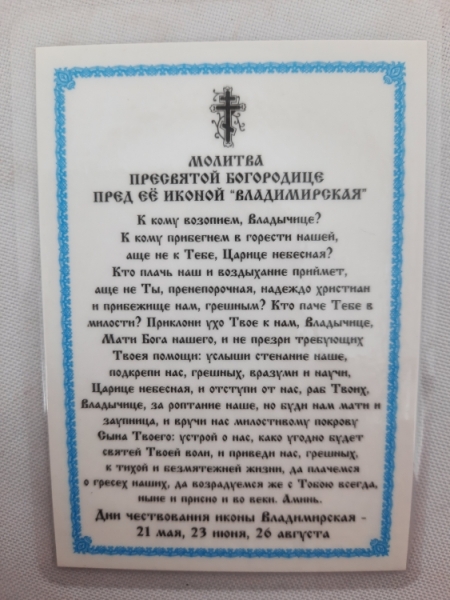 МОЛИТВА
ПРЕСВЯТОЙ БОГОРОДИЦЕ
ПРЕД ЕЁ ИКОНОЙ "ВЛАДИМИРСКАЯ"
К кому возопием, Владычице?
К кому прибегнем в горести нашей,
аще не к Тебе, Царице небесная?
Кто плачь наш и воздыхание приймет,
аще не Ты, пренепорочная, надеждо христиан
и прибежище нам, грешным? Кто паче Тебе в
милости? Приклони ухо Твое к нам, Владычице,
Мати Бога нашего, и не презри требующих
Твоея помощи: услыши стенание наше,
подкрепи нас, грешных, вразуми и научи,
Царице небесная, и отступи от нас, раб Твоих,
Владычице, за роптание наше, но буди нам мати и
заупница, и вручи нас милостивому покрову
Сына Твоего: устрой о нас, како угодно будет
святей Твоей воли, и приведи нас, грешных,
к тихой и безмятежней жизни, да плачемся
о гресех наших, да возрадуемся же с Тобою всегда,
ныне и присно и во веки. Аминь.
Дни чествования иконы Владимирская -
21 мая, 23 июня, 26 августа